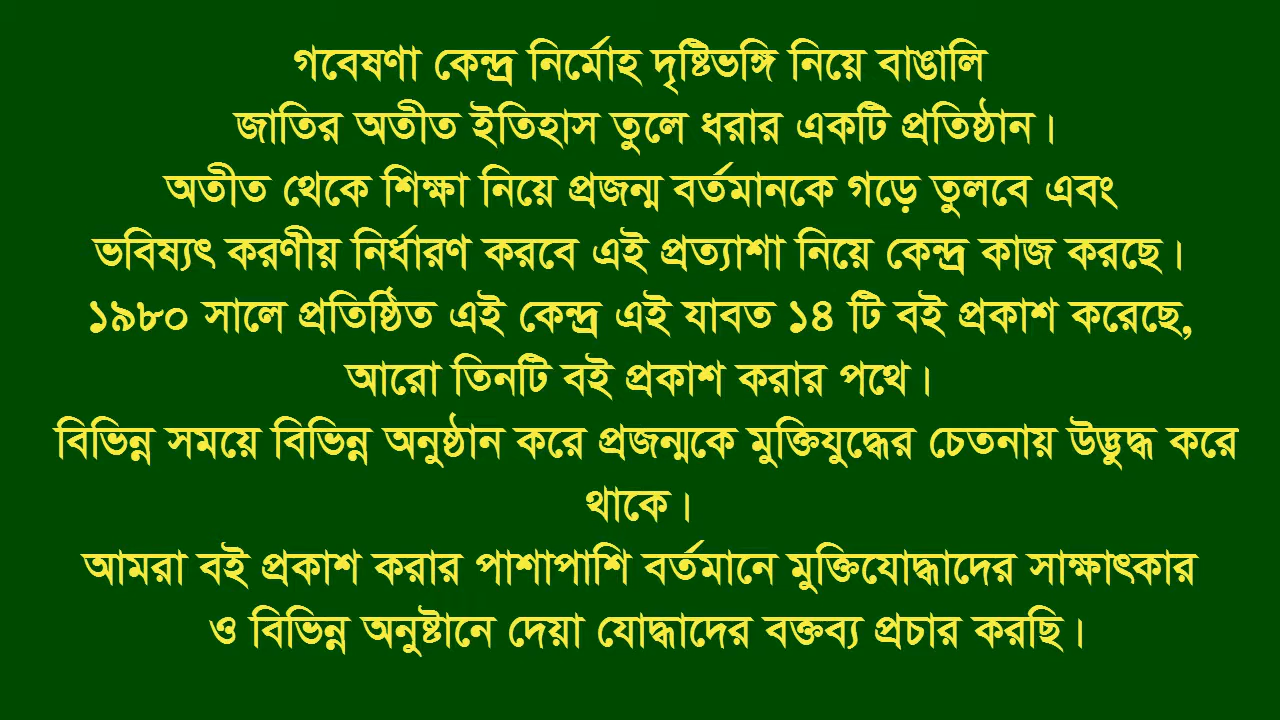 গবেষণা কেন্দ্র নির্মোহ দৃষ্টিভঙ্গি নিয়ে বাঙালি
জাতির অতীত ইতিহাস তুলে ধরার একটি প্রতিষ্ঠান।
অতীত থেকে শিক্ষা নিয়ে প্রজন্ম বর্তমানকে গড়ে তুলবে এবং
ভবিষ্যৎ করণীয় নির্ধারণ করবে এই প্রত্যাশা নিয়ে কেন্দ্র কাজ করছে।
১৯৮০ সালে প্রতিষ্ঠিত এই কেন্দ্র এই যাবত ১৪ টি বই প্রকাশ করেছে,
আরো তিনটি বই প্রকাশ করার পথে।
বিভিন্ন সময়ে বিভিন্ন অনুষ্ঠান করে প্রজন্মকে মুক্তিযুদ্ধের চেতনায় উদ্ভুদ্ধ করে
থাকে।
আমরা বই প্রকাশ করার পাশাপাশি বর্তমানে মুক্তিযোদ্ধাদের সাক্ষাৎকার
ও বিভিন্ন অনুষ্টানে দেয়া যোদ্ধাদের বক্তব্য প্রচার করছি।